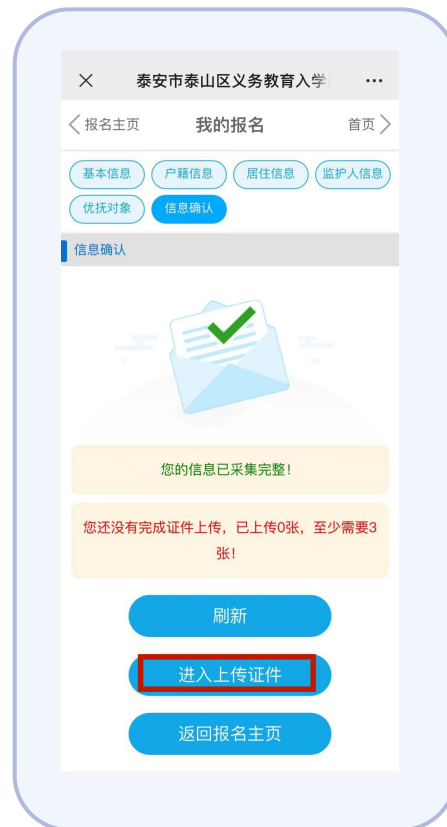 泰安市泰山区义务教育入学
报名主页 我的报名 首页
基本信息 户籍信息 居住信息 监护人信息
优抚对象 信息确认
信息确认
您的信息已采集完整！
您还没有完成证件上传，已上传0张，至少需要3
张！
刷新
进入上传证件
返回报名主页